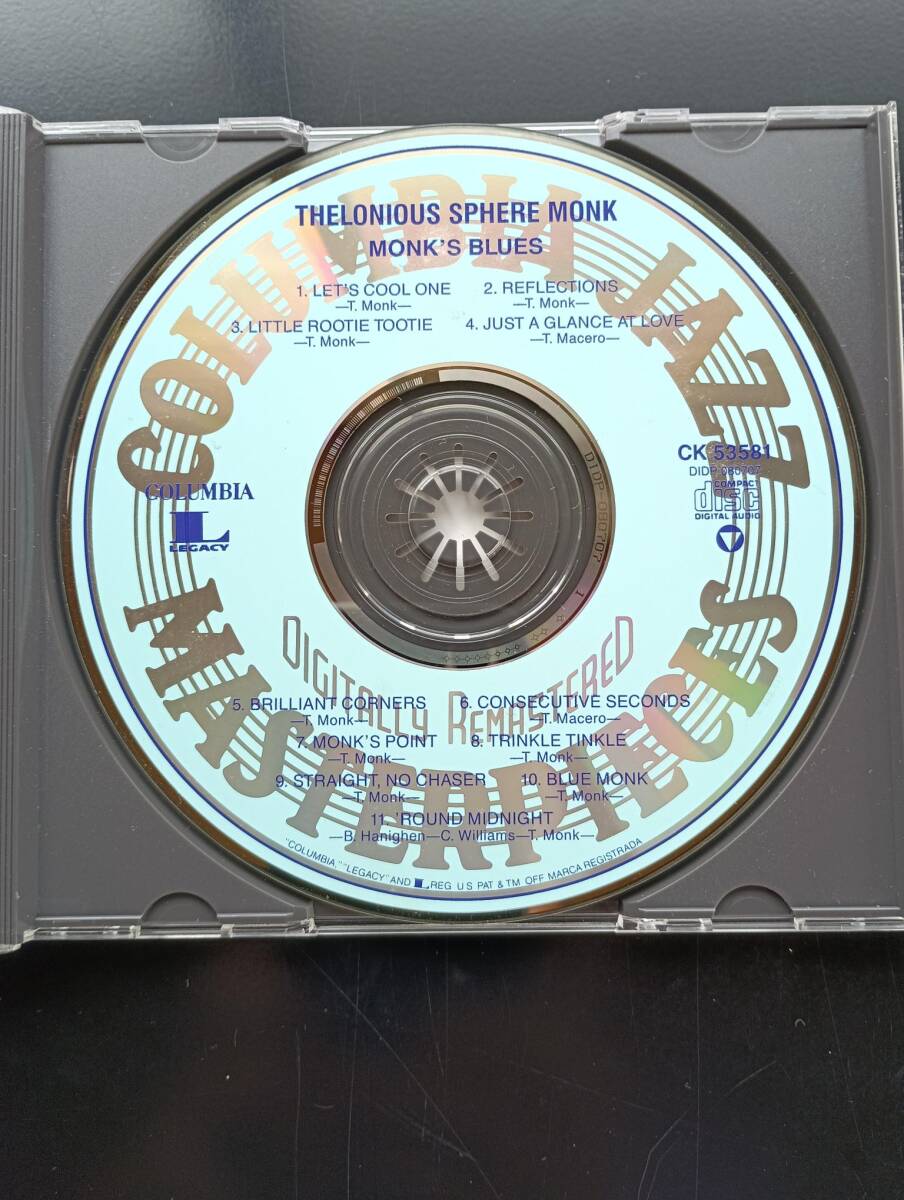 COLUMBIA JAZZ
THELONIOUS SPHERE MONK
MONK'S BLUES
1. LET'S COOL ONE
—T. Monk—
2. REFLECTIONS
—T. Monk—
3. LITTLE ROOTIE TOOTIE
—T. Monk—
4. JUST A GLANCE AT LOVE
—T. Macero—
COLUMBIA
L
LEGACY
CK 53581
DIDP 080707
COMPACT
disc
DIGITAL AUDIO
DIDP-080707 1
DIGITALLY REMASTERED
5. BRILLIANT CORNERS
—T. Monk—
6. CONSECUTIVE SECONDS
—T. Macero—
7. MONK'S POINT
—T. Monk—
8. TRINKLE TINKLE
—T. Monk—
9. STRAIGHT, NO CHASER
—T. Monk—
10. BLUE MONK
—T. Monk—
11. 'ROUND MIDNIGHT
—B. Hanighen—C. Williams—T. Monk—
MASTERPIECES
"COLUMBIA," "LEGACY" AND L REG. U.S. PAT. & TM. OFF. MARCA REGISTRADA